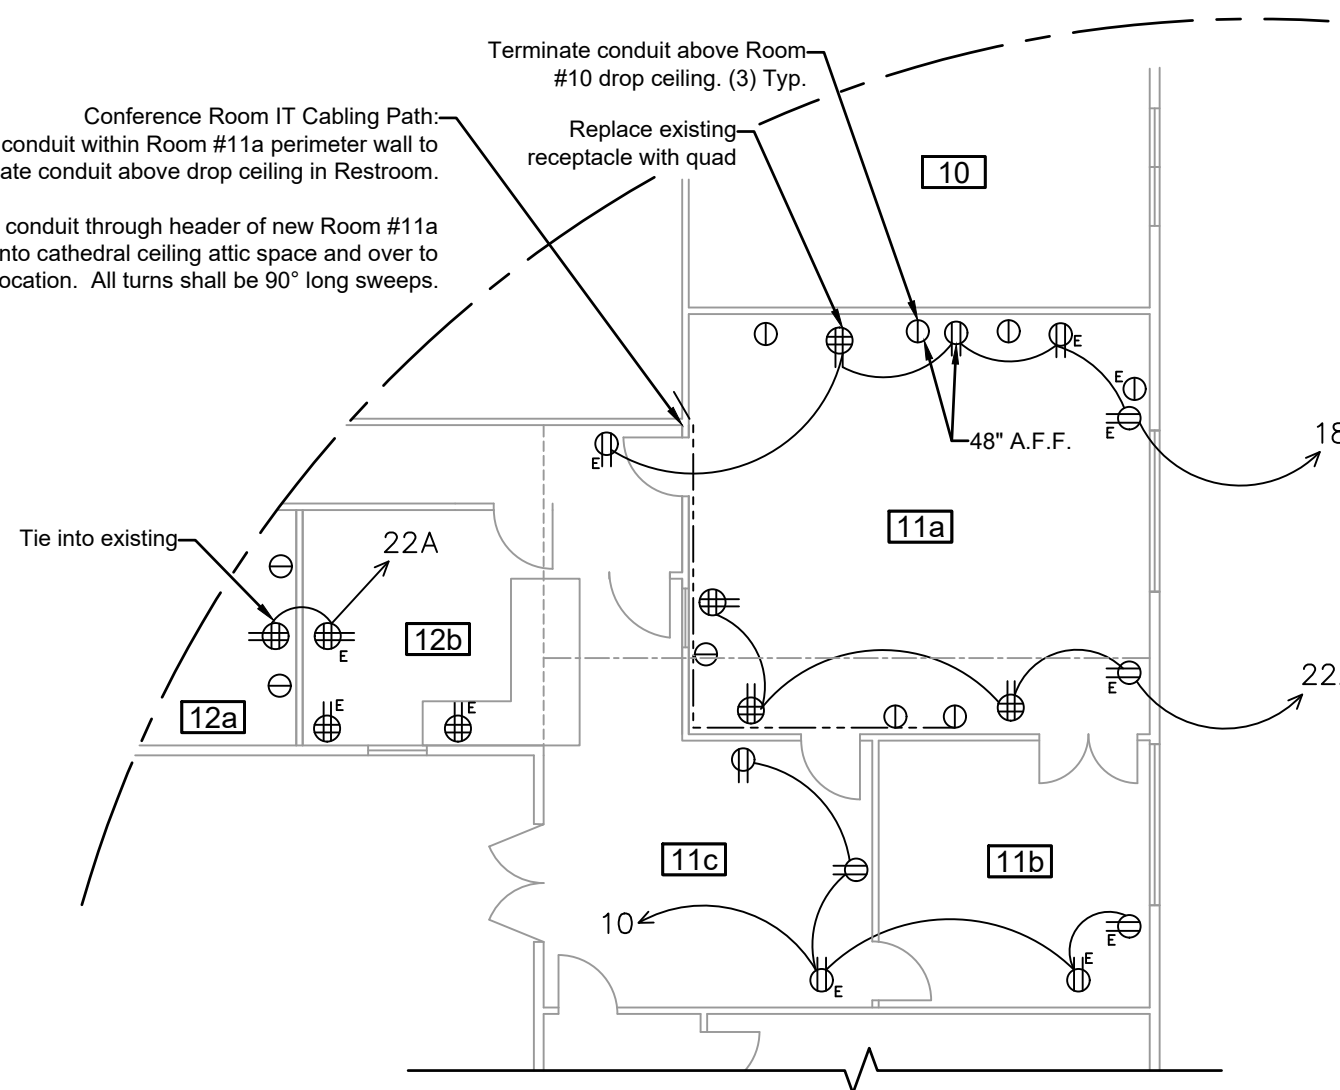 Terminate conduit above Room
#10 drop ceiling. (3) Typ.
Conference Room IT Cabling Path:
conduit within Room #11a perimeter wall to
ate conduit above drop ceiling in Restroom.
conduit through header of new Room #11a
nto cathedral ceiling attic space and over to
ocation. All turns shall be 90° long sweeps.
Replace existing
receptacle with quad
10
E
E
E
E
48" A.F.F.
18
11a
Tie into existing
22A
12b
E
12a
E
E
E
22
11c
11b
10
E
E
E